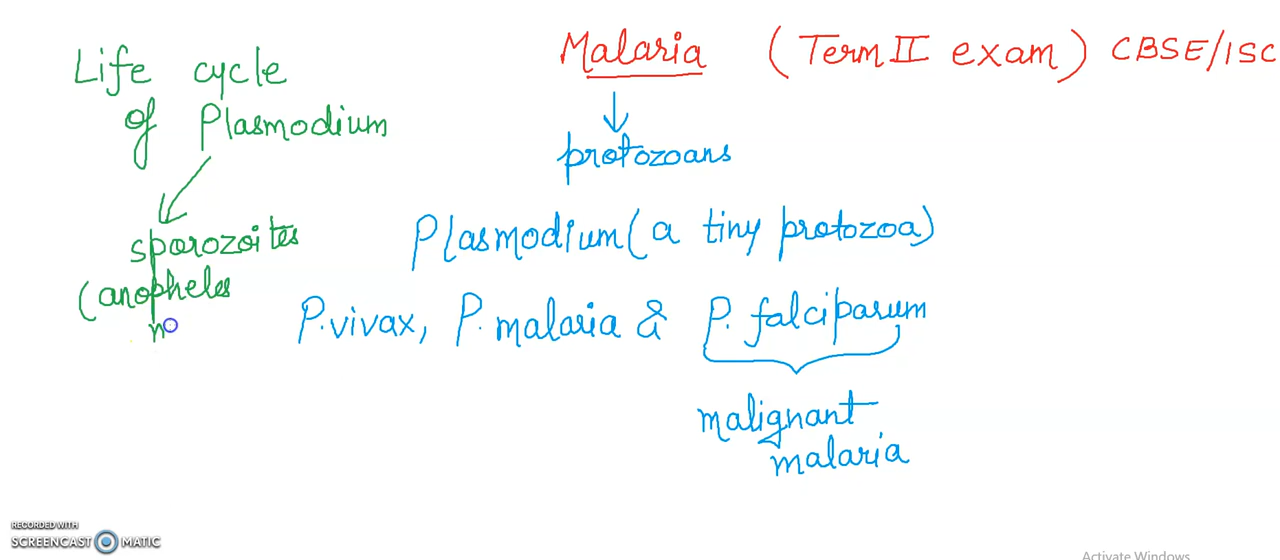 Malaria (Term II exam) CBSE/ISC
Life cycle
of Plasmodium
protozoans
sporozoites
(anopheles
Plasmodium (a tiny protozoa)
P.vivax, P. malaria & P. falciparum
malignant
malaria
RECORDED WITH
SCREENCAST MATIC
Activate Windows